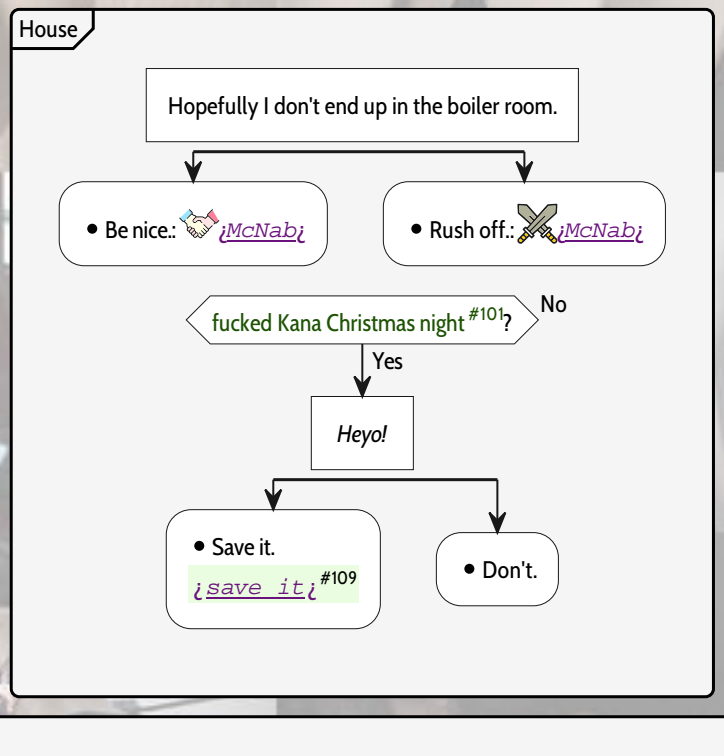 House
Hopefully I don't end up in the boiler room.
• Be nice.: ¿McNab¿
• Rush off.: ¿McNab¿
fucked Kana Christmas night #101?
No
Yes
Heyo!
• Save it.
¿save it¿ #109
• Don't.